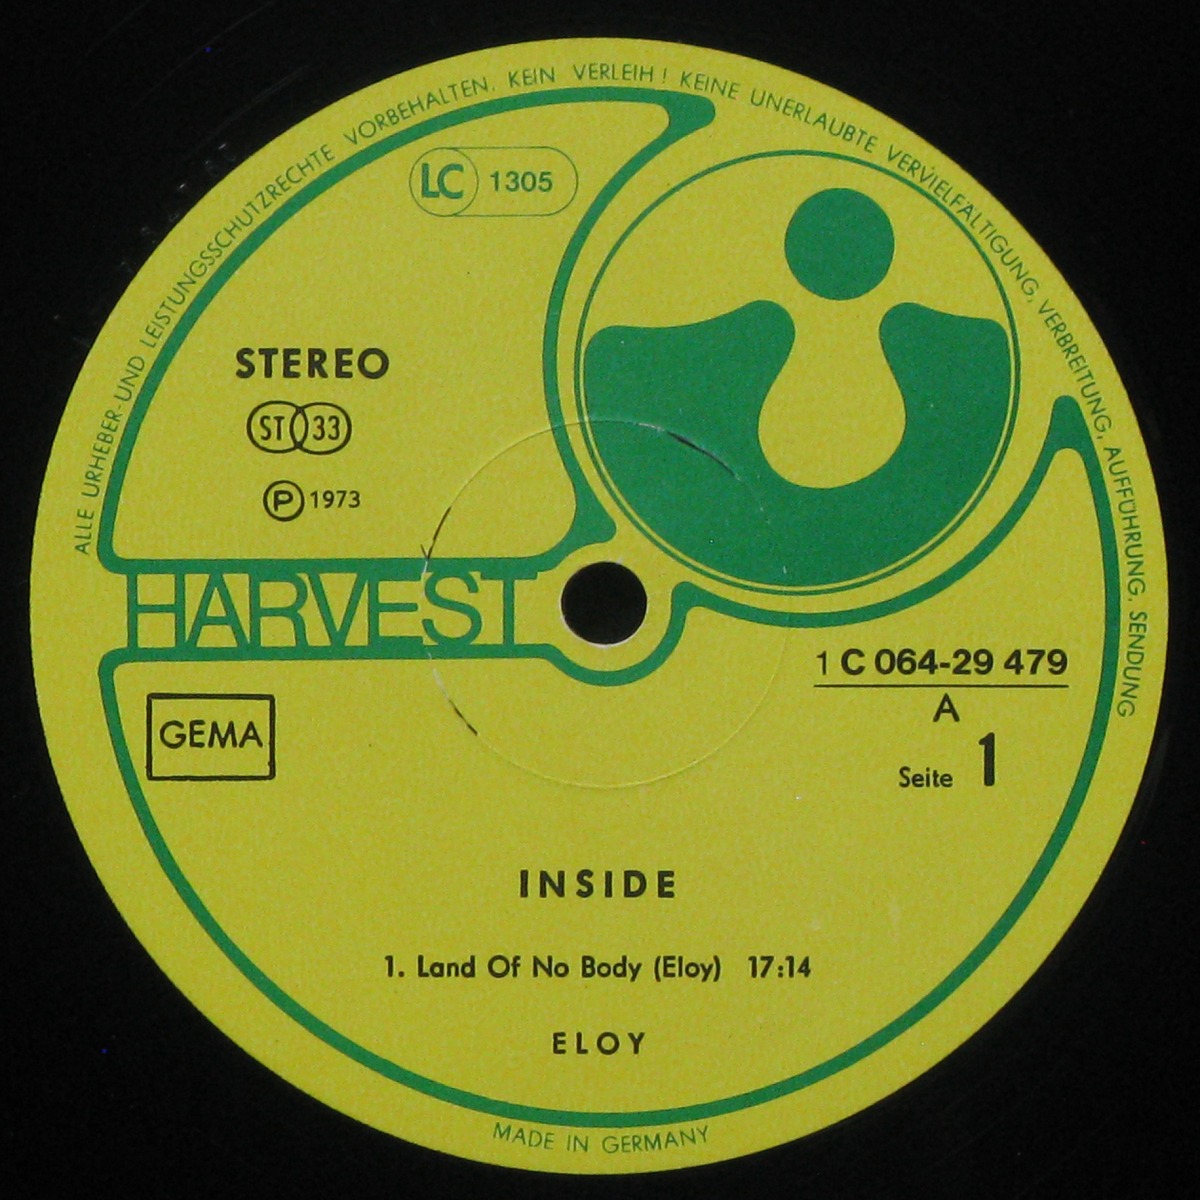 ALLE URHEBER- UND LEISTUNGSSCHUTZRECHTE VORBEHALTEN. KEIN VERLEIH! KEINE UNERLAUBTE VERVIELFÄLTIGUNG, VERBREITUNG, AUFFÜHRUNG, SENDUNG
LC 1305
STEREO
ST 33
Ⓟ 1973
HARVEST
1 C 064-29 479
A
GEMA
Seite 1
INSIDE
1. Land Of No Body (Eloy) 17:14
ELOY
MADE IN GERMANY